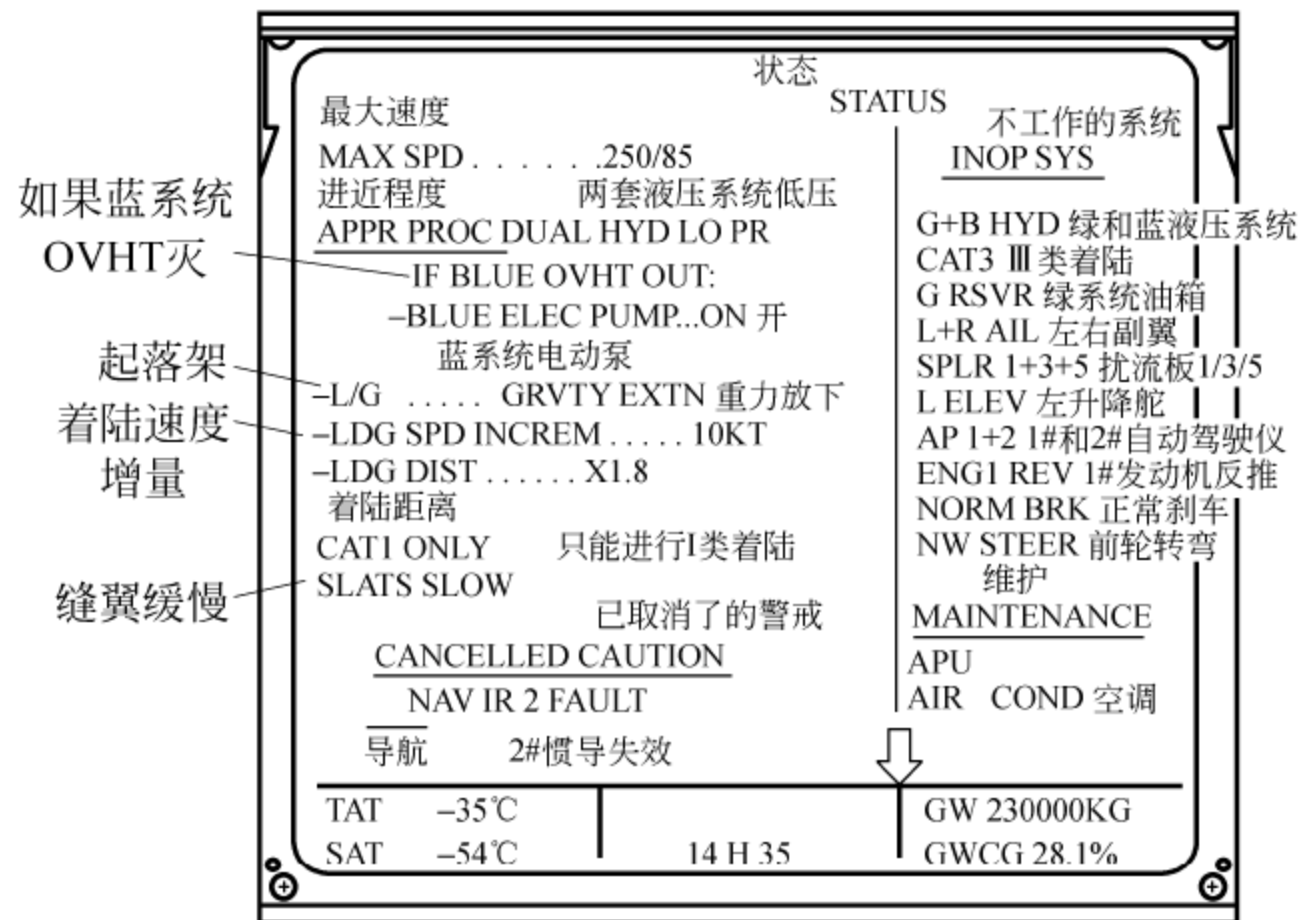 状态
STATUS
最大速度
MAX SPD . . . . . .250/85
进近程度 两套液压系统低压
APPR PROC DUAL HYD LO PR
如果蓝系统
OVHT灭
IF BLUE OVHT OUT:
–BLUE ELEC PUMP...ON 开
蓝系统电动泵
起落架
–L/G ..... GRVTY EXTN 重力放下
着陆速度
增量
–LDG SPD INCREM ..... 10KT
–LDG DIST ...... X1.8
着陆距离
CAT1 ONLY 只能进行I类着陆
缝翼缓慢
SLATS SLOW
已取消了的警戒
CANCELLED CAUTION
NAV IR 2 FAULT
导航 2#惯导失效
不工作的系统
INOP SYS
G+B HYD 绿和蓝液压系统
CAT3 Ⅲ类着陆
G RSVR 绿系统油箱
L+R AIL 左右副翼
SPLR 1+3+5 扰流板1/3/5
L ELEV 左升降舵
AP 1+2 1#和2#自动驾驶仪
ENG1 REV 1#发动机反推
NORM BRK 正常刹车
NW STEER 前轮转弯
维护
MAINTENANCE
APU
AIR COND 空调
TAT –35℃ GW 230000KG
SAT –54℃ 14 H 35 GWCG 28.1%